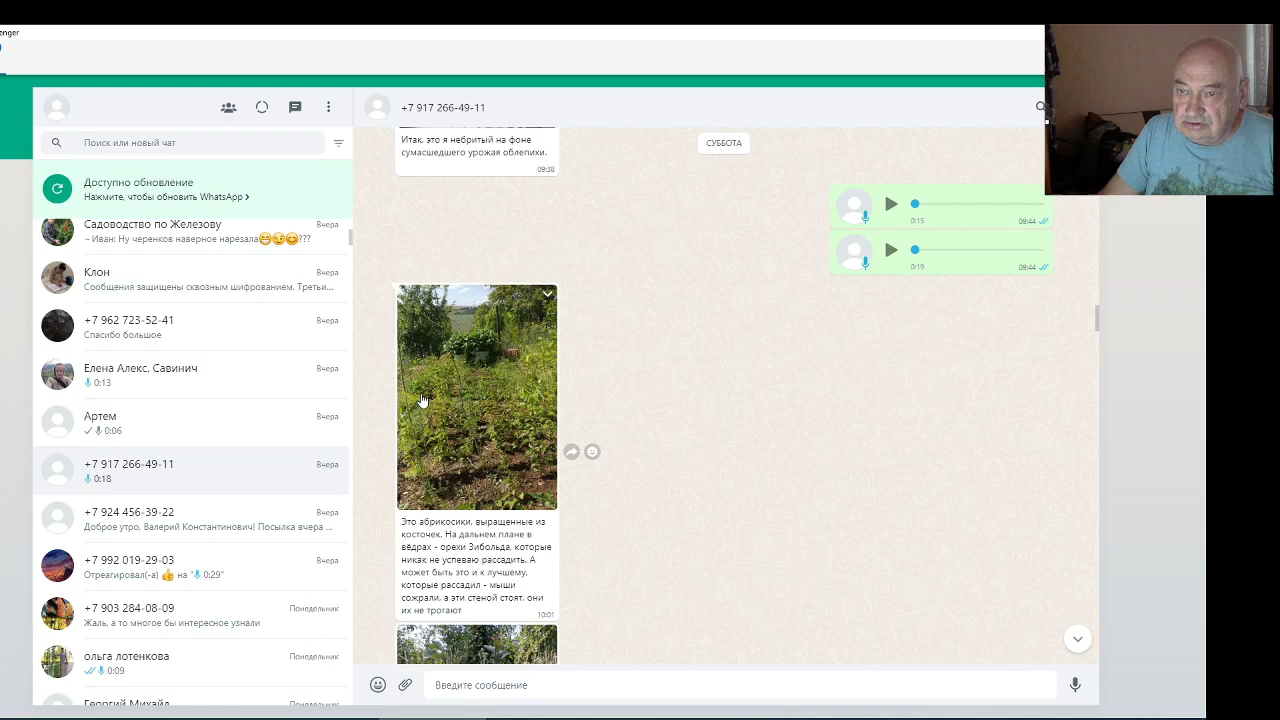 enger
+7 917 266-49-11
Поиск или новый чат
Доступно обновление
Нажмите, чтобы обновить WhatsApp
Садоводство по Железову
Вчера
~ Иван: Ну черенков наверное нарезала😁😉😊???
Клон
Вчера
Сообщения защищены сквозным шифрованием. Третьи...
+7 962 723-52-41
Вчера
Спасибо большое
Елена Алекс. Савинич
Вчера
0:13
Артем
Вчера
0:06
+7 917 266-49-11
Вчера
0:18
+7 924 456-39-22
Вчера
Доброе утро, Валерий Константинович! Посылка вчера ...
+7 992 019-29-03
Вчера
Отреагировал(-а) 👍 на "0:29"
+7 903 284-08-09
Понедельник
Жаль, а то многое бы интересное узнали
ольга лотенкова
Понедельник
0:09
Георгий Михайл
Понедельник
Итак, это я небритый на фоне
сумасшедшего урожая облепихи.
09:38
СУББОТА
0:15
09:44
0:19
09:44
Это абрикосики, выращенные из
косточек. На дальнем плане в
вёдрах - орехи Зибольда, которые
никак не успеваю рассадить. А
может быть это и к лучшему,
которые рассадил - мыши
сожрали, а эти стеной стоят, они
их не трогают
10:01
Введите сообщение